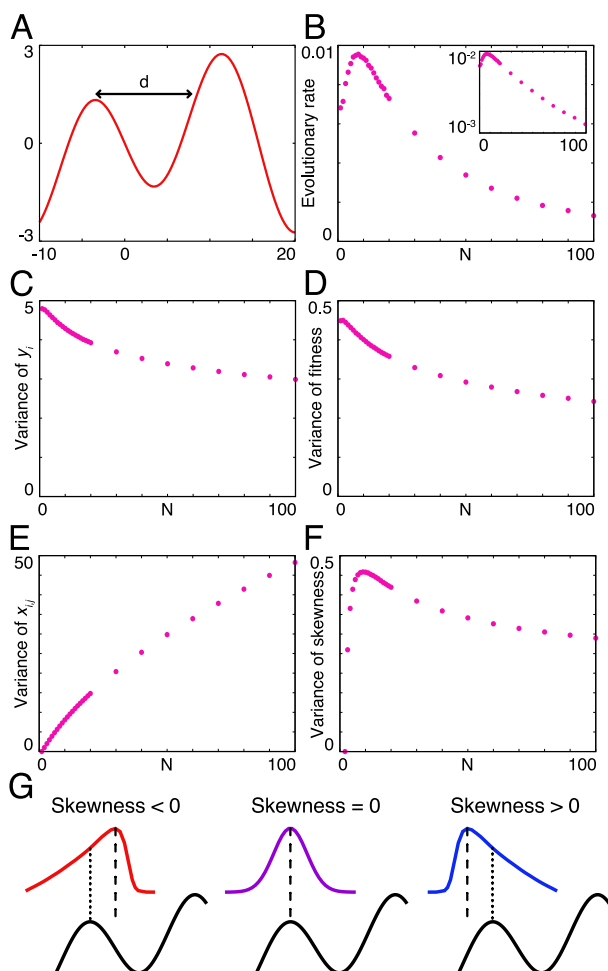 A
3
0
-3
-10
0
20
d
B
Evolutionary rate
0.01
0
0
N
100
10-2
10-3
0
100
C
Variance of yi
5
0
0
N
100
D
Variance of fitness
0.5
0
0
N
100
E
Variance of xi,j
50
0
0
N
100
F
Variance of skewness
0.5
0
0
N
100
G
Skewness < 0
Skewness = 0
Skewness > 0